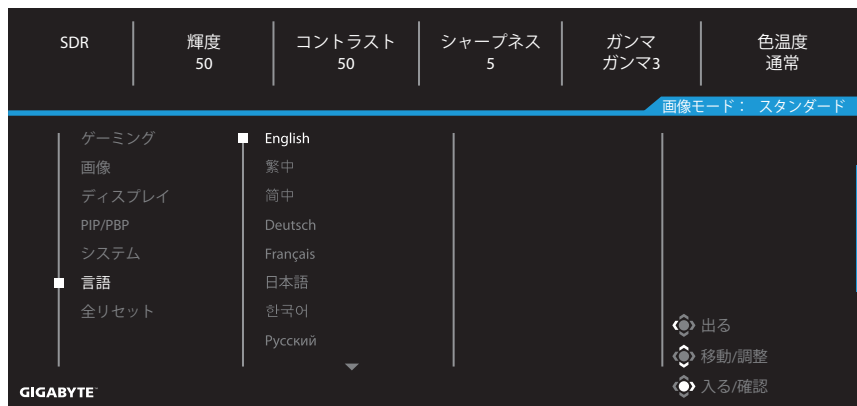 SDR
輝度
50
コントラスト
50
シャープネス
5
ガンマ
ガンマ3
色温度
通常
画像モード： スタンダード
ゲーミング
画像
ディスプレイ
PIP/PBP
システム
言語
全リセット
English
繁中
简中
Deutsch
Français
日本語
한국어
Русский
出る
移動/調整
入る/確認
GIGABYTE™